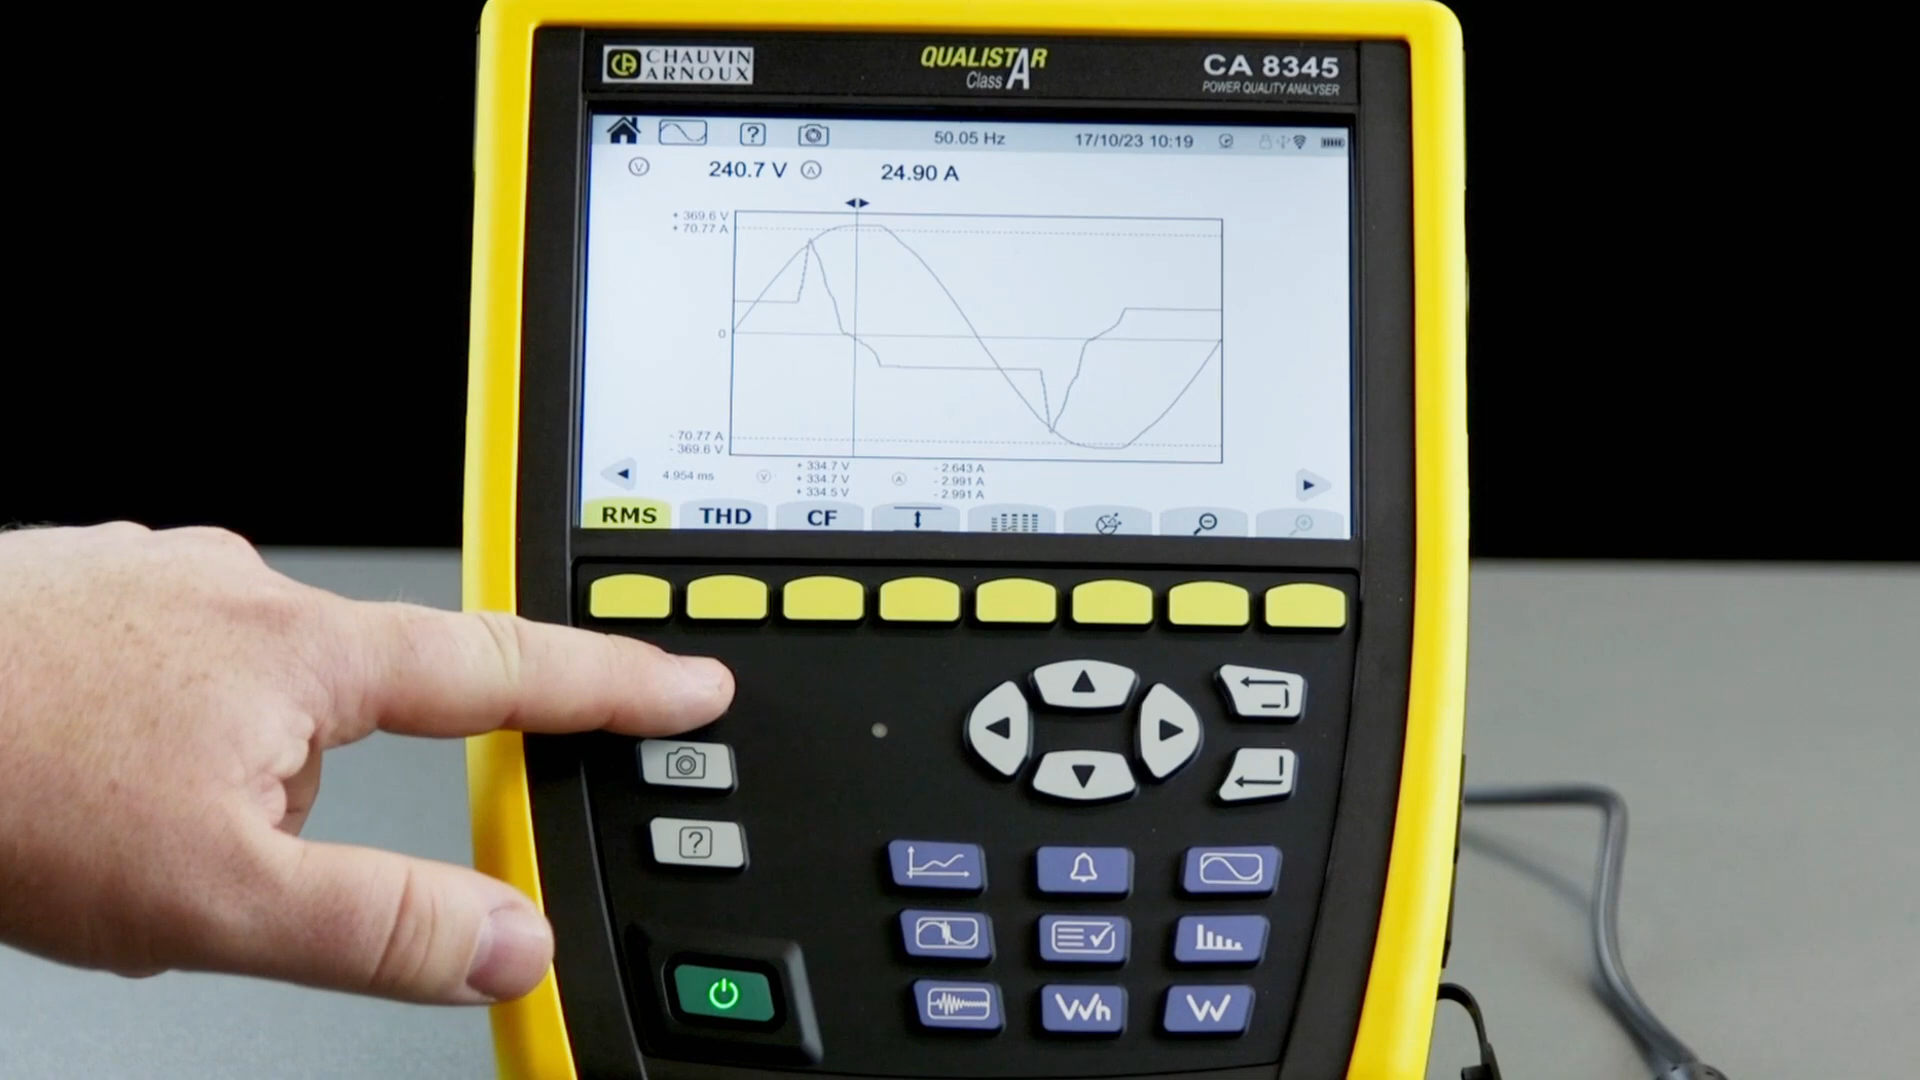 CHAUVIN
ARNOUX
QUALISTAR
Class A
CA 8345
POWER QUALITY ANALYSER
?
50.05 Hz
17/10/23 10:19
V
240.7 V
A
24.90 A
+ 369.6 V
+ 70.77 A
0
- 70.77 A
- 369.6 V
4.954 ms
V
+ 334.7 V
+ 334.7 V
+ 334.5 V
A
- 2.643 A
- 2.991 A
- 2.991 A
RMS
THD
CF
?
Wh
W